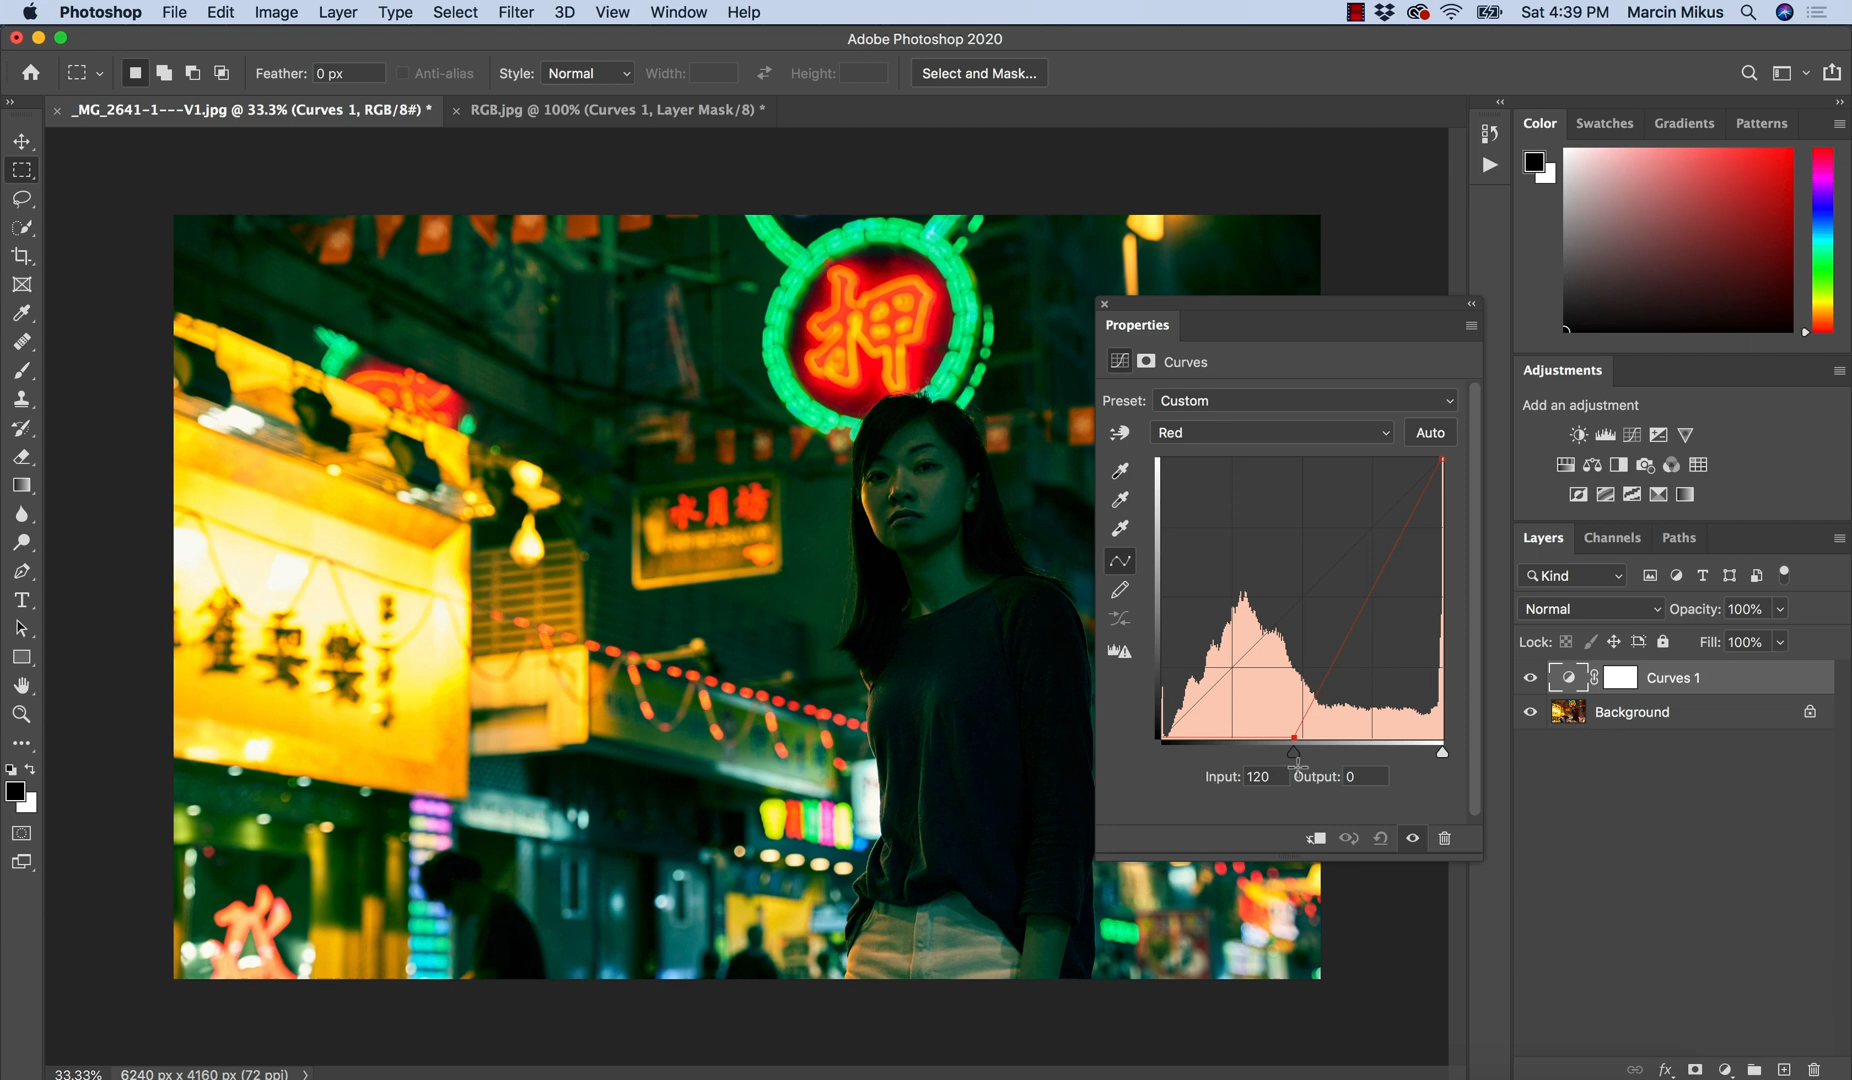 Photoshop File Edit Image Layer Type Select Filter 3D View Window Help Sat 4:39 PM Marcin Mikus
Adobe Photoshop 2020
Feather: 0 px Anti-alias Style: Normal Width: Height: Select and Mask...
_MG_2641-1---V1.jpg @ 33.3% (Curves 1, RGB/8#) * RGB.jpg @ 100% (Curves 1, Layer Mask/8) *
Color Swatches Gradients Patterns
押
水月坊
Properties
Curves
Preset: Custom
Red Auto
Input: 120 Output: 0
Adjustments
Add an adjustment
Layers Channels Paths
Kind
Normal Opacity: 100%
Lock: Fill: 100%
Curves 1
Background
33.33% 6240 px x 4160 px (72 ppi)